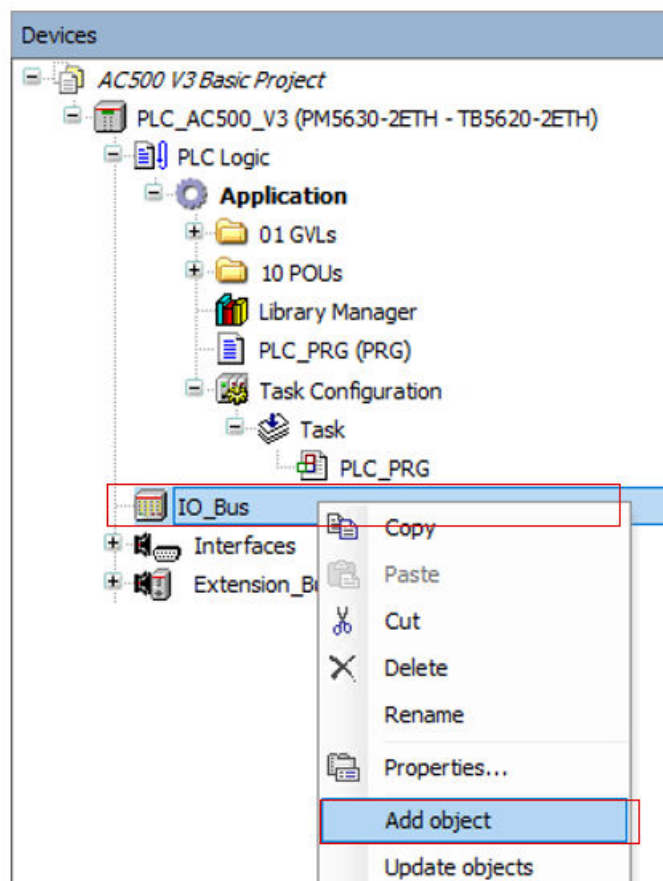 Devices
AC500 V3 Basic Project
PLC_AC500_V3 (PM5630-2ETH - TB5620-2ETH)
PLC Logic
Application
01 GVLs
10 POUs
Library Manager
PLC_PRG (PRG)
Task Configuration
Task
PLC_PRG
IO_Bus
Interfaces
Copy
Paste
Cut
Delete
Rename
Properties...
Add object
Update objects